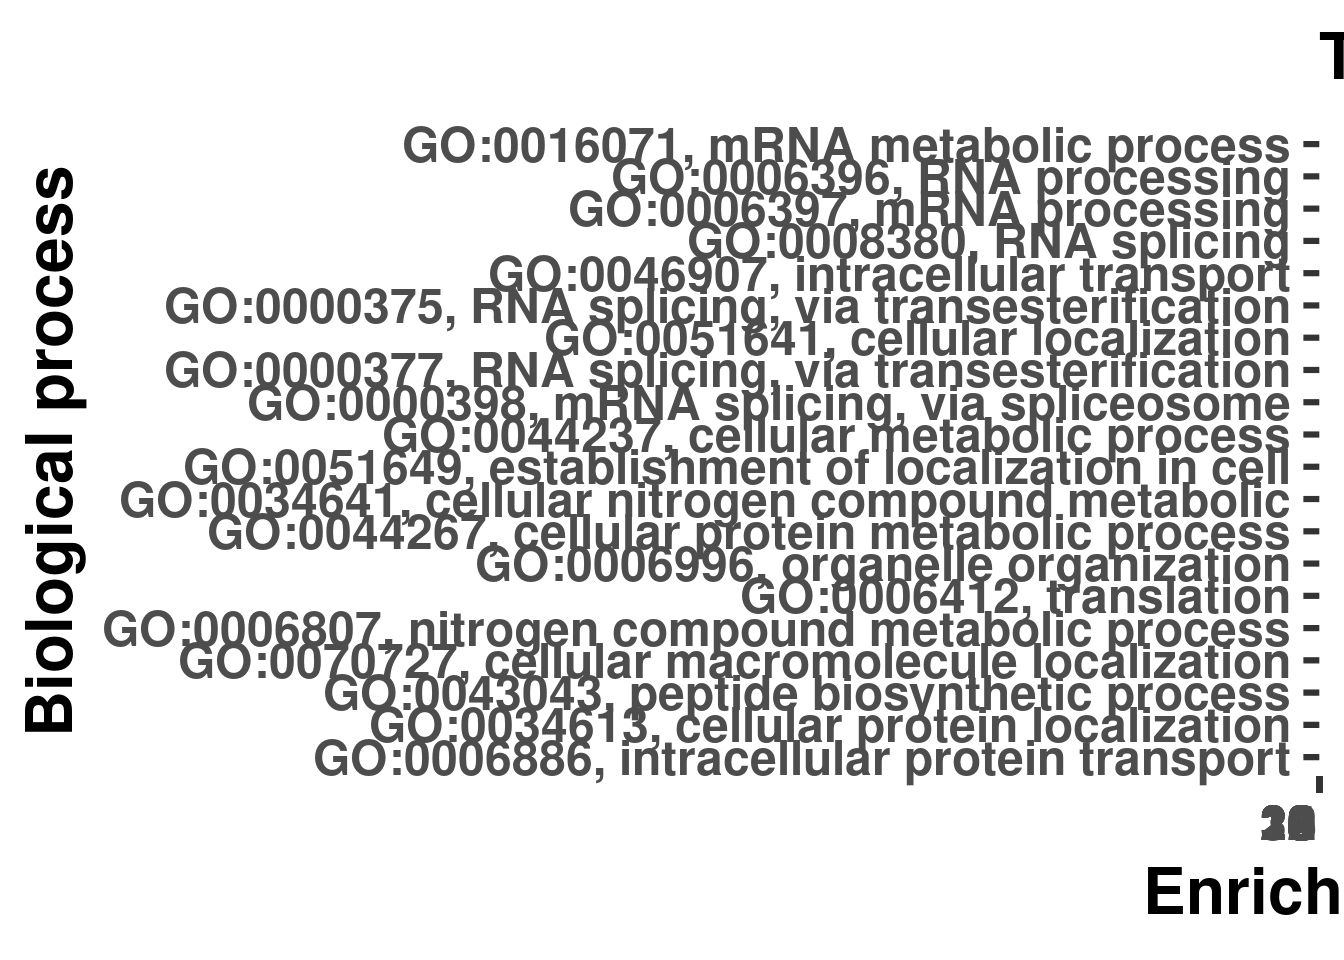 T
GO:0016071, mRNA metabolic process
GO:0006396, RNA processing
GO:0006397, mRNA processing
GO:0008380, RNA splicing
GO:0046907, intracellular transport
GO:0000375, RNA splicing, via transesterification
GO:0051641, cellular localization
GO:0000377, RNA splicing, via transesterification
GO:0000398, mRNA splicing, via spliceosome
GO:0044237, cellular metabolic process
GO:0051649, establishment of localization in cell
GO:0034641, cellular nitrogen compound metabolic
GO:0044267, cellular protein metabolic process
GO:0006996, organelle organization
GO:0006412, translation
GO:0006807, nitrogen compound metabolic process
GO:0070727, cellular macromolecule localization
GO:0043043, peptide biosynthetic process
GO:0034613, cellular protein localization
GO:0006886, intracellular protein transport
Biological process
Enrich